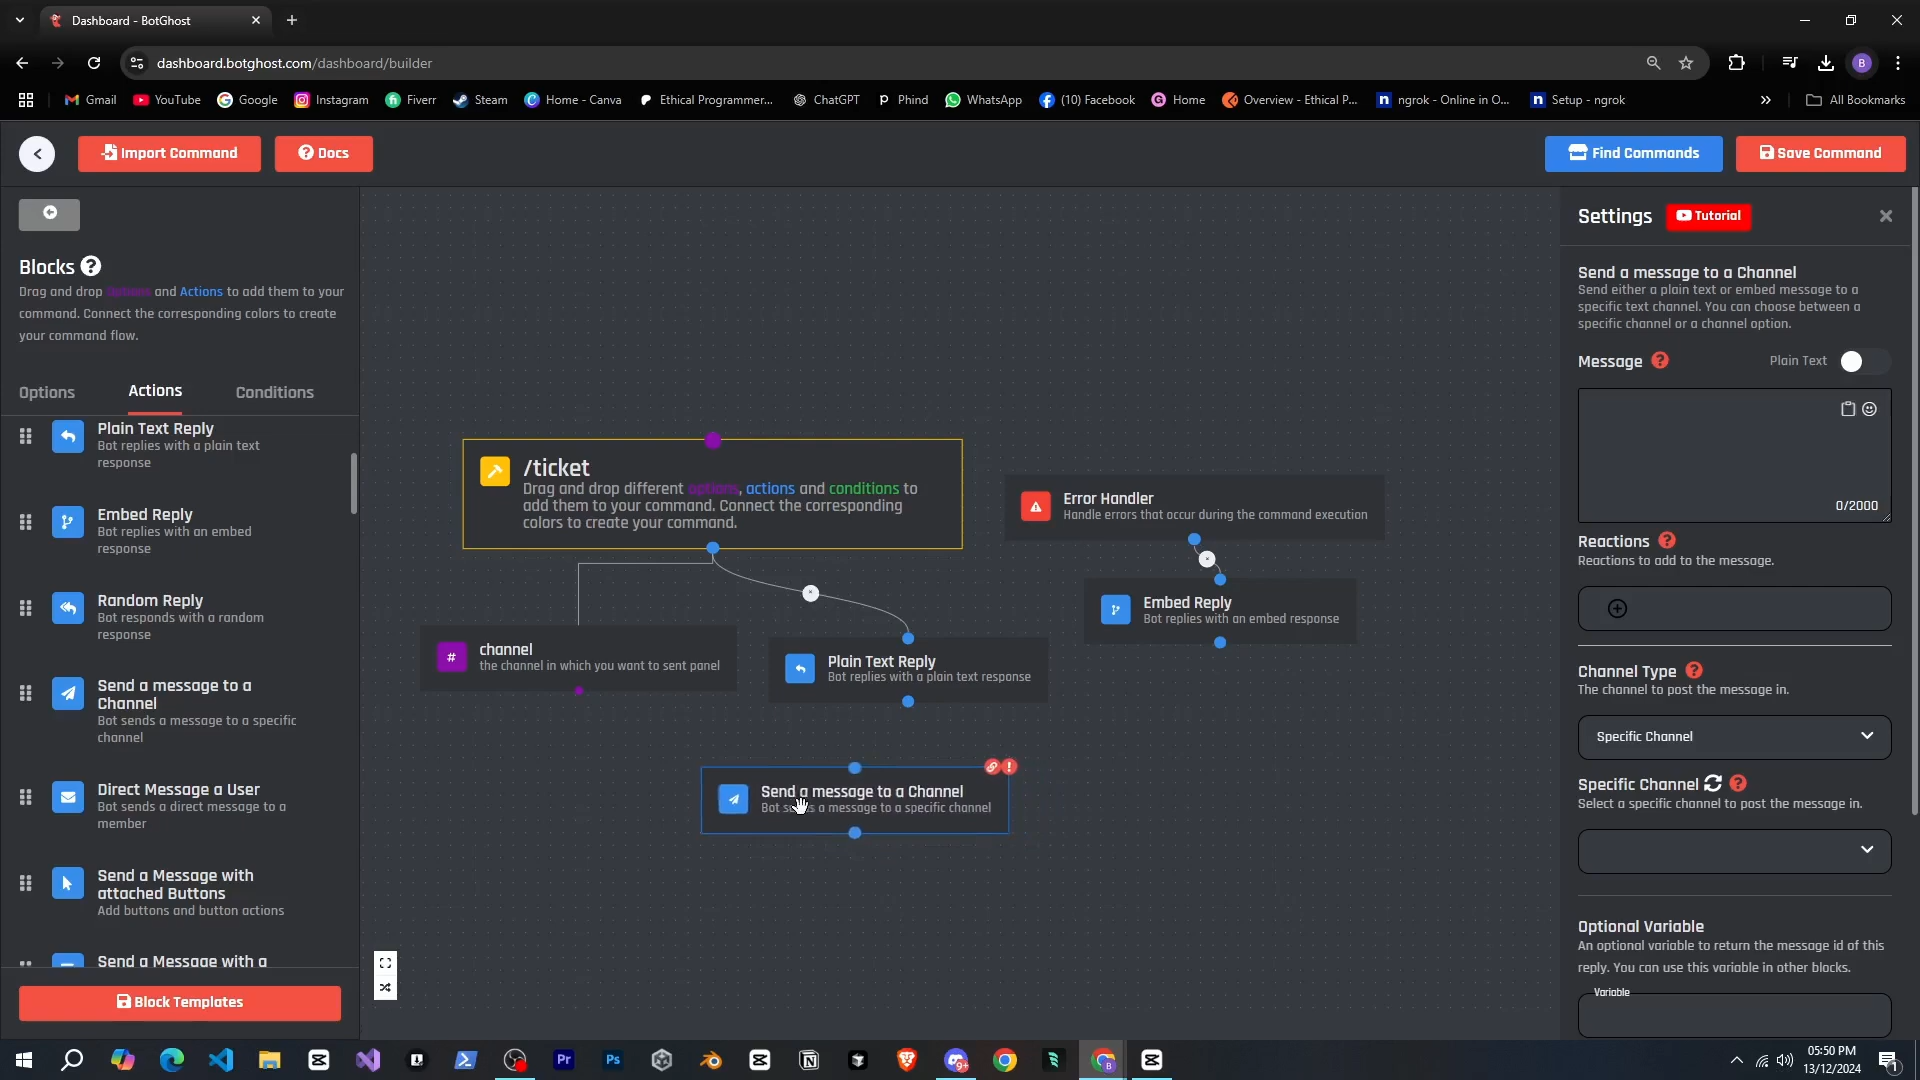 Dashboard - BotGhost
dashboard.botghost.com/dashboard/builder
B
Gmail
YouTube
Google
Instagram
Fiverr
Steam
Home - Canva
Ethical Programmer...
ChatGPT
Phind
WhatsApp
(10) Facebook
Home
Overview - Ethical P...
ngrok - Online in O...
Setup - ngrok
All Bookmarks
Import Command
Docs
Find Commands
Save Command
Blocks
Drag and drop Options and Actions to add them to your
command. Connect the corresponding colors to create
your command flow.
Options
Actions
Conditions
Plain Text Reply
Bot replies with a plain text
response
Embed Reply
Bot replies with an embed
response
Random Reply
Bot responds with a random
response
Send a message to a
Channel
Bot sends a message to a specific
channel
Direct Message a User
Bot sends a direct message to a
member
Send a Message with
attached Buttons
Add buttons and button actions
Send a Message with a
Block Templates
/ticket
Drag and drop different options, actions and conditions to
add them to your command. Connect the corresponding
colors to create your command.
Error Handler
Handle errors that occur during the command execution
Embed Reply
Bot replies with an embed response
channel
the channel in which you want to sent panel
Plain Text Reply
Bot replies with a plain text response
Send a message to a Channel
Bot sends a message to a specific channel
Settings
Tutorial
Send a message to a Channel
Send either a plain text or embed message to a
specific text channel. You can choose between a
specific channel or a channel option.
Message
Plain Text
0/2000
Reactions
Reactions to add to the message.
Channel Type
The channel to post the message in.
Specific Channel
Specific Channel
Select a specific channel to post the message in.
Optional Variable
An optional variable to return the message id of this
reply. You can use this variable in other blocks.
Variable
Pr
Ps
9+
05:50 PM
13/12/2024
1